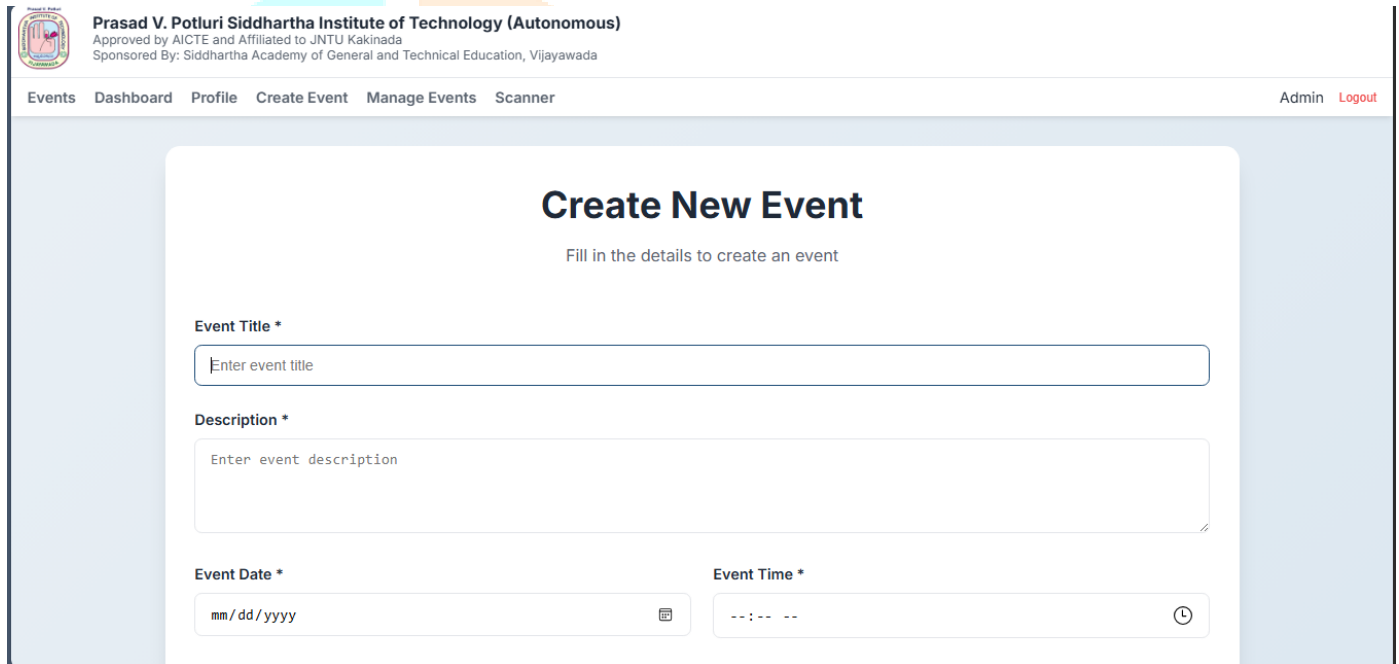 Prasad V. Potluri Siddhartha Institute of Technology (Autonomous)
Approved by AICTE and Affiliated to JNTU Kakinada
Sponsored By: Siddhartha Academy of General and Technical Education, Vijayawada
Events Dashboard Profile Create Event Manage Events Scanner Admin Logout
Create New Event
Fill in the details to create an event
Event Title *
Enter event title
Description *
Enter event description
Event Date * Event Time *
mm/dd/yyyy --:-- --